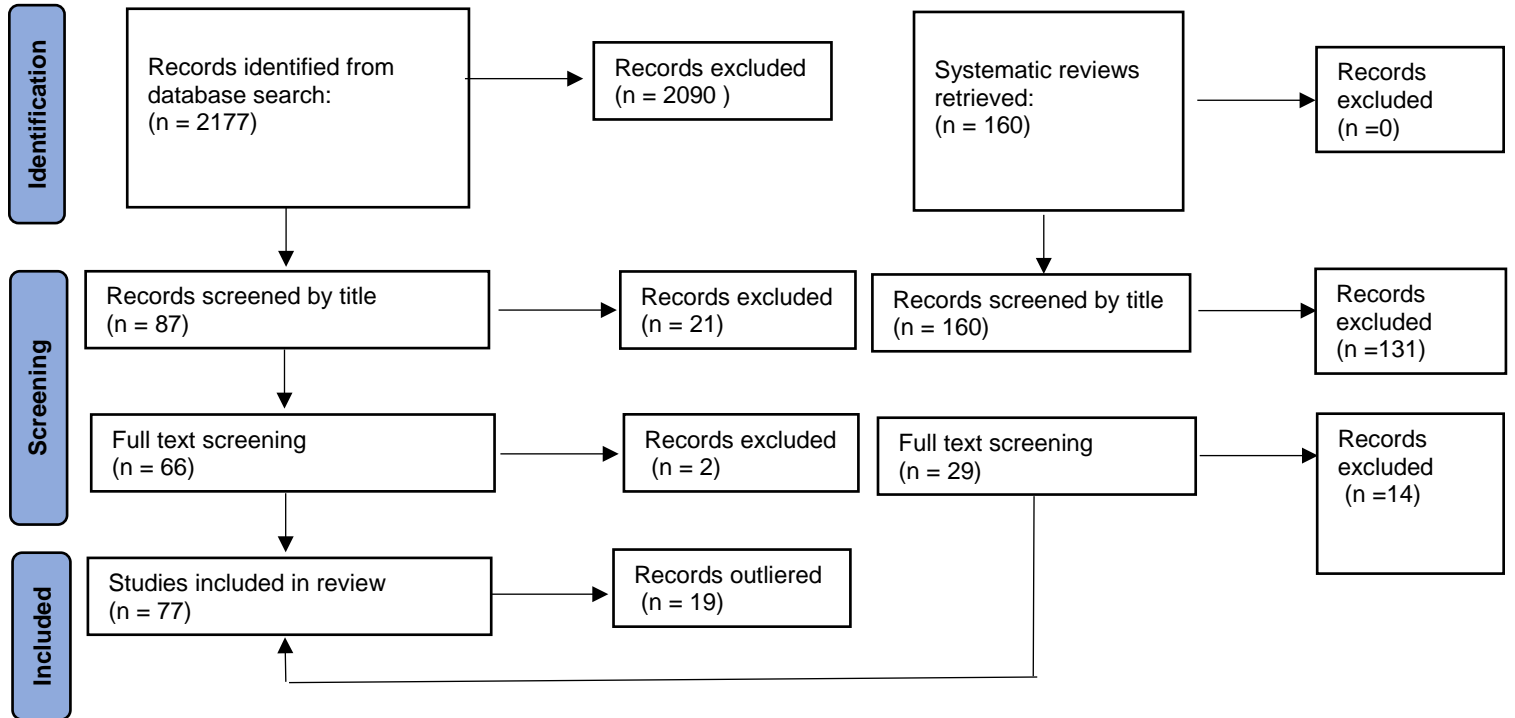 Identification
Records identified from
database search:
(n = 2177)
Records excluded
(n = 2090 )
Systematic reviews
retrieved:
(n = 160)
Records
excluded
(n =0)
Screening
Records screened by title
(n = 87)
Records excluded
(n = 21)
Records screened by title
(n = 160)
Records
excluded
(n =131)
Full text screening
(n = 66)
Records excluded
(n = 2)
Full text screening
(n = 29)
Records
excluded
(n =14)
Included
Studies included in review
(n = 77)
Records outliered
(n = 19)